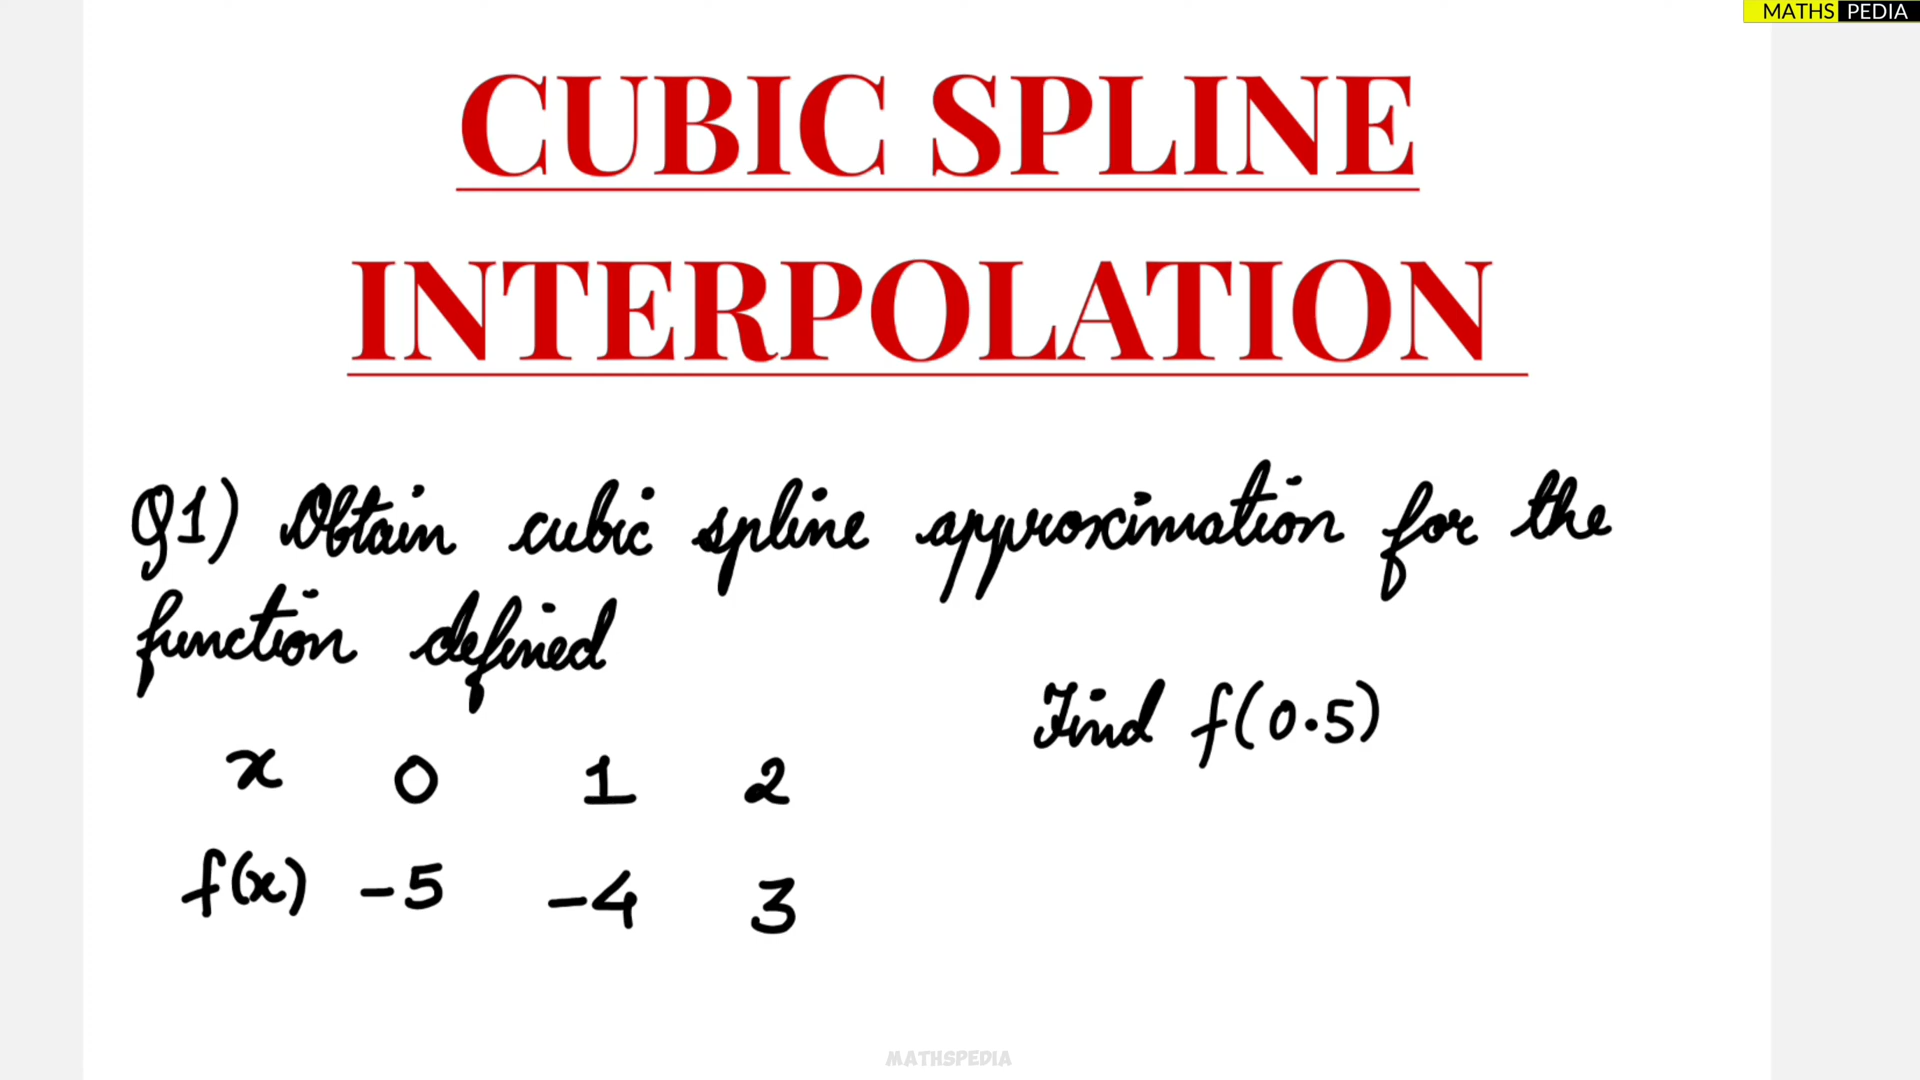 MATHS PEDIA
CUBIC SPLINE
INTERPOLATION
Q1) Obtain cubic spline approximation for the
function defined
Find f(0.5)
x 0 1 2
f(x) -5 -4 3
MATHSPEDIA